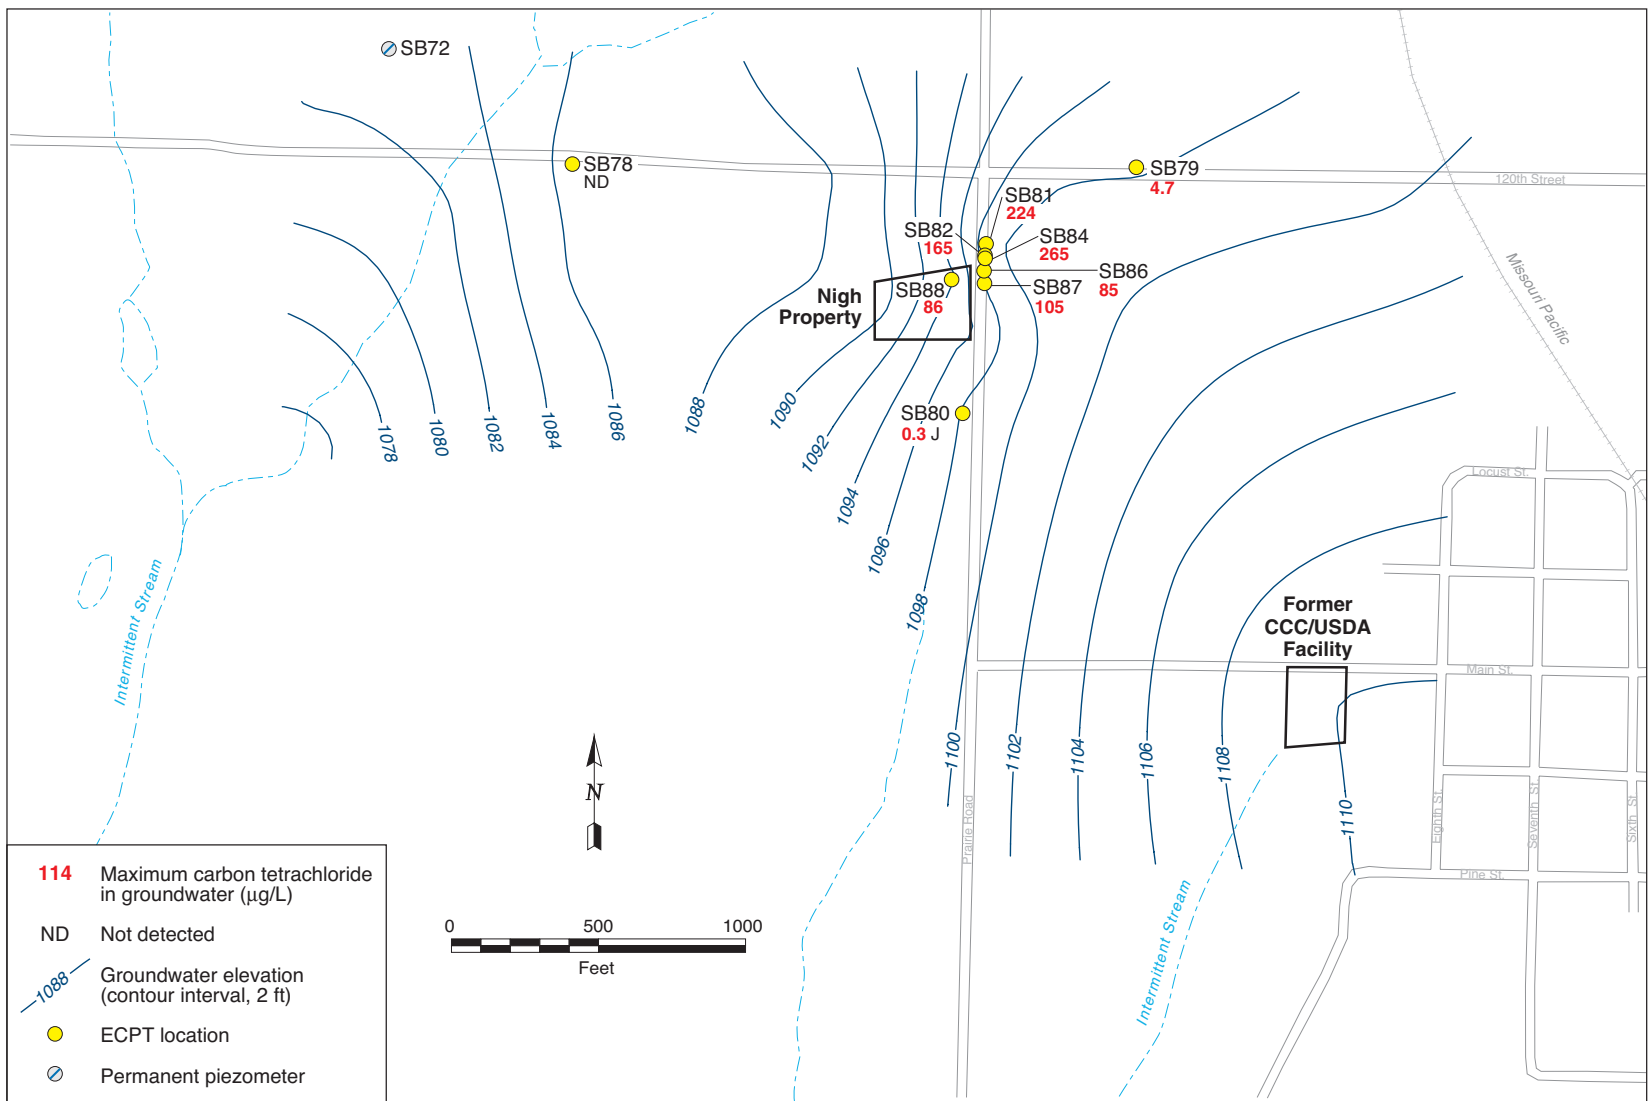 SB72
SB78
ND
SB79
4.7
120th Street
SB81
224
SB82
165
SB84
265
SB86
85
SB87
105
SB88
86
Nigh
Property
Missouri Pacific
SB80
0.3 J
1078
1080
1082
1084
1086
1088
1090
1092
1094
1096
1098
1100
1102
1104
1106
1108
1110
Locust St.
Former
CCC/USDA
Facility
Main St.
Intermittent Stream
N
Prairie Road
Eighth St.
Seventh St.
Sixth St.
Pine St.
Intermittent Stream
0 500 1000
Feet
114 Maximum carbon tetrachloride
in groundwater (µg/L)
ND Not detected
1088 Groundwater elevation
(contour interval, 2 ft)
ECPT location
Permanent piezometer